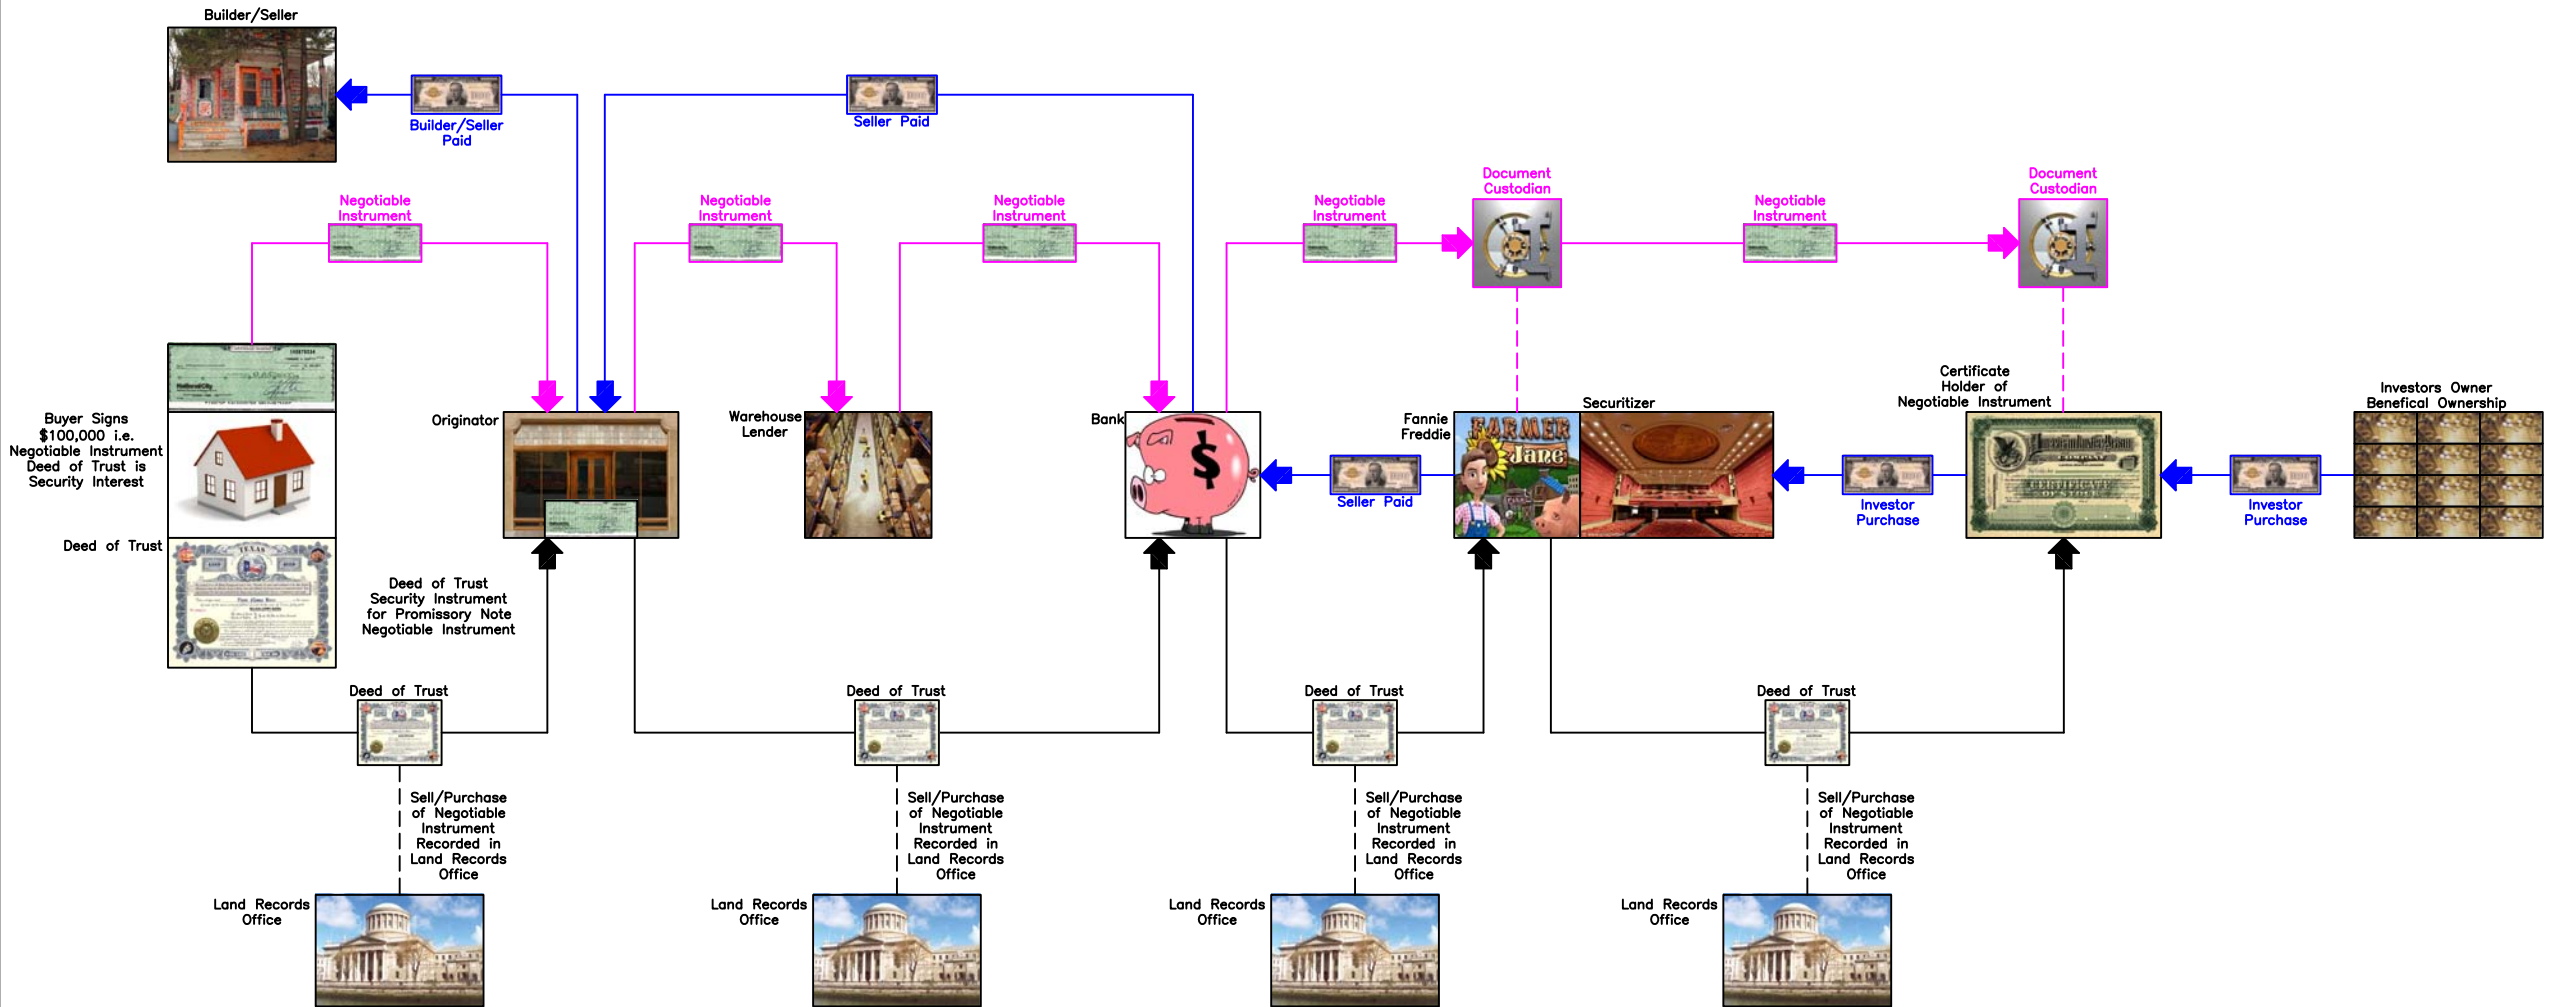 Builder/Seller
Builder/Seller
Paid
Seller Paid
Negotiable
Instrument
Negotiable
Instrument
Negotiable
Instrument
Negotiable
Instrument
Document
Custodian
Negotiable
Instrument
Document
Custodian
Buyer Signs
$100,000 i.e.
Negotiable Instrument
Deed of Trust is
Security Interest
Originator
Warehouse
Lender
Bank
$
Fannie
Freddie
FARMER
Jane
Securitizer
Certificate
Holder of
Negotiable Instrument
Investors Owner
Benefical Ownership
Seller Paid
Investor
Purchase
Investor
Purchase
Deed of Trust
TEXAS
Deed of Trust
Security Instrument
for Promissory Note
Negotiable Instrument
Deed of Trust
Deed of Trust
Deed of Trust
Deed of Trust
Sell/Purchase
of Negotiable
Instrument
Recorded in
Land Records
Office
Sell/Purchase
of Negotiable
Instrument
Recorded in
Land Records
Office
Sell/Purchase
of Negotiable
Instrument
Recorded in
Land Records
Office
Sell/Purchase
of Negotiable
Instrument
Recorded in
Land Records
Office
Land Records
Office
Land Records
Office
Land Records
Office
Land Records
Office